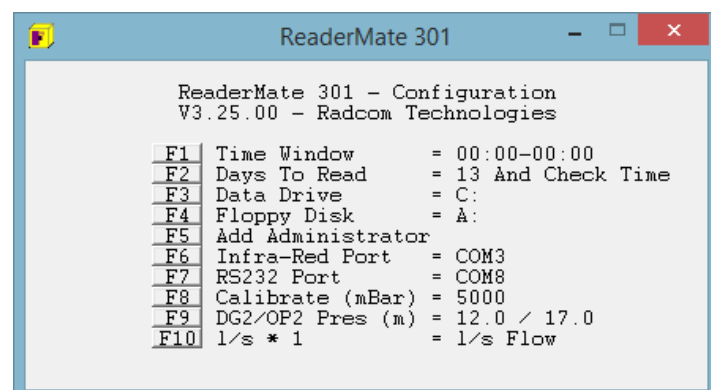 ReaderMate 301
ReaderMate 301 – Configuration
V3.25.00 – Radcom Technologies
F1 Time Window = 00:00–00:00
F2 Days To Read = 13 And Check Time
F3 Data Drive = C:
F4 Floppy Disk = A:
F5 Add Administrator
F6 Infra–Red Port = COM3
F7 RS232 Port = COM8
F8 Calibrate (mBar) = 5000
F9 DG2/OP2 Pres (m) = 12.0 / 17.0
F10 l/s * 1 = l/s Flow